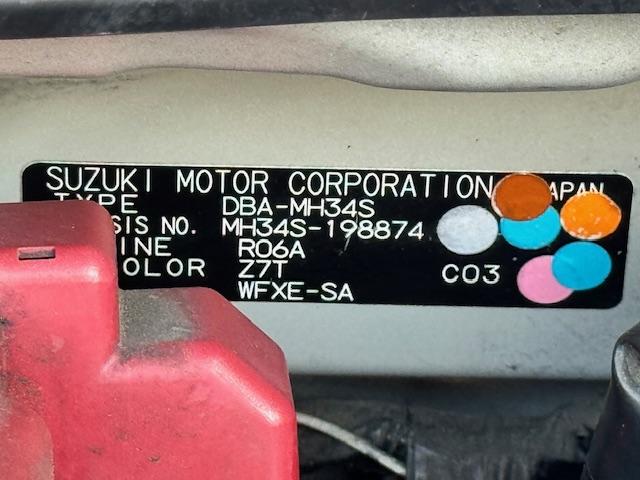 SUZUKI MOTOR CORPORATION JAPAN
TYPE DBA-MH34S
SIS NO. MH34S-198874
INE R06A
OLOR Z7T C03
WFXE-SA